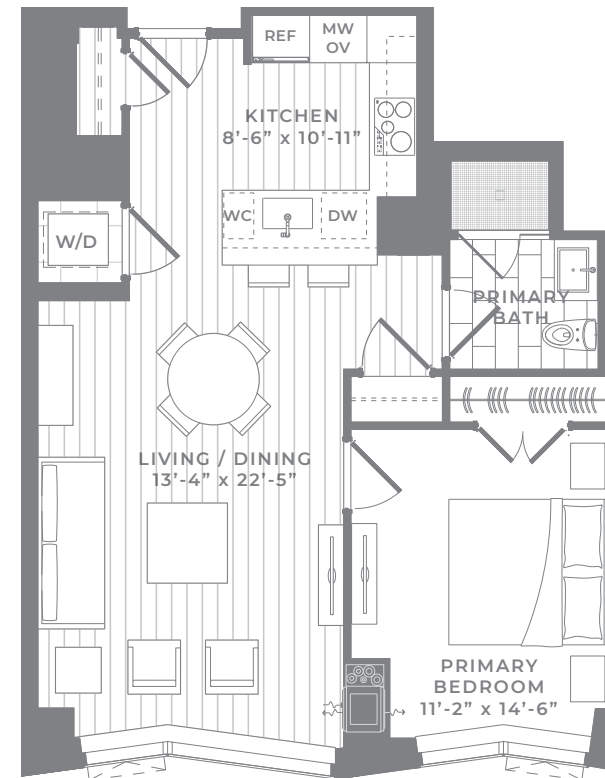 REF
MW
OV
KITCHEN
8’-6” x 10’-11”
WC
DW
W/D
PRIMARY
BATH
LIVING / DINING
13’-4” x 22’-5”
PRIMARY
BEDROOM
11’-2” x 14’-6”